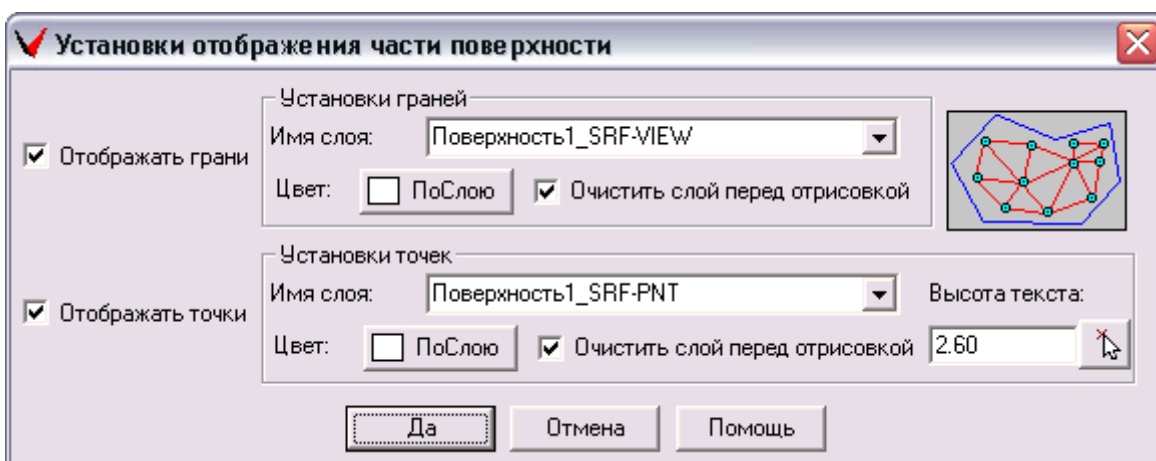 Установки отображения части поверхности
Установки граней
Отображать грани
Имя слоя: Поверхность1_SRF-VIEW
Цвет: ПоСлою Очистить слой перед отрисовкой
Установки точек
Отображать точки
Имя слоя: Поверхность1_SRF-PNT Высота текста:
Цвет: ПоСлою Очистить слой перед отрисовкой 2.60
Да Отмена Помощь